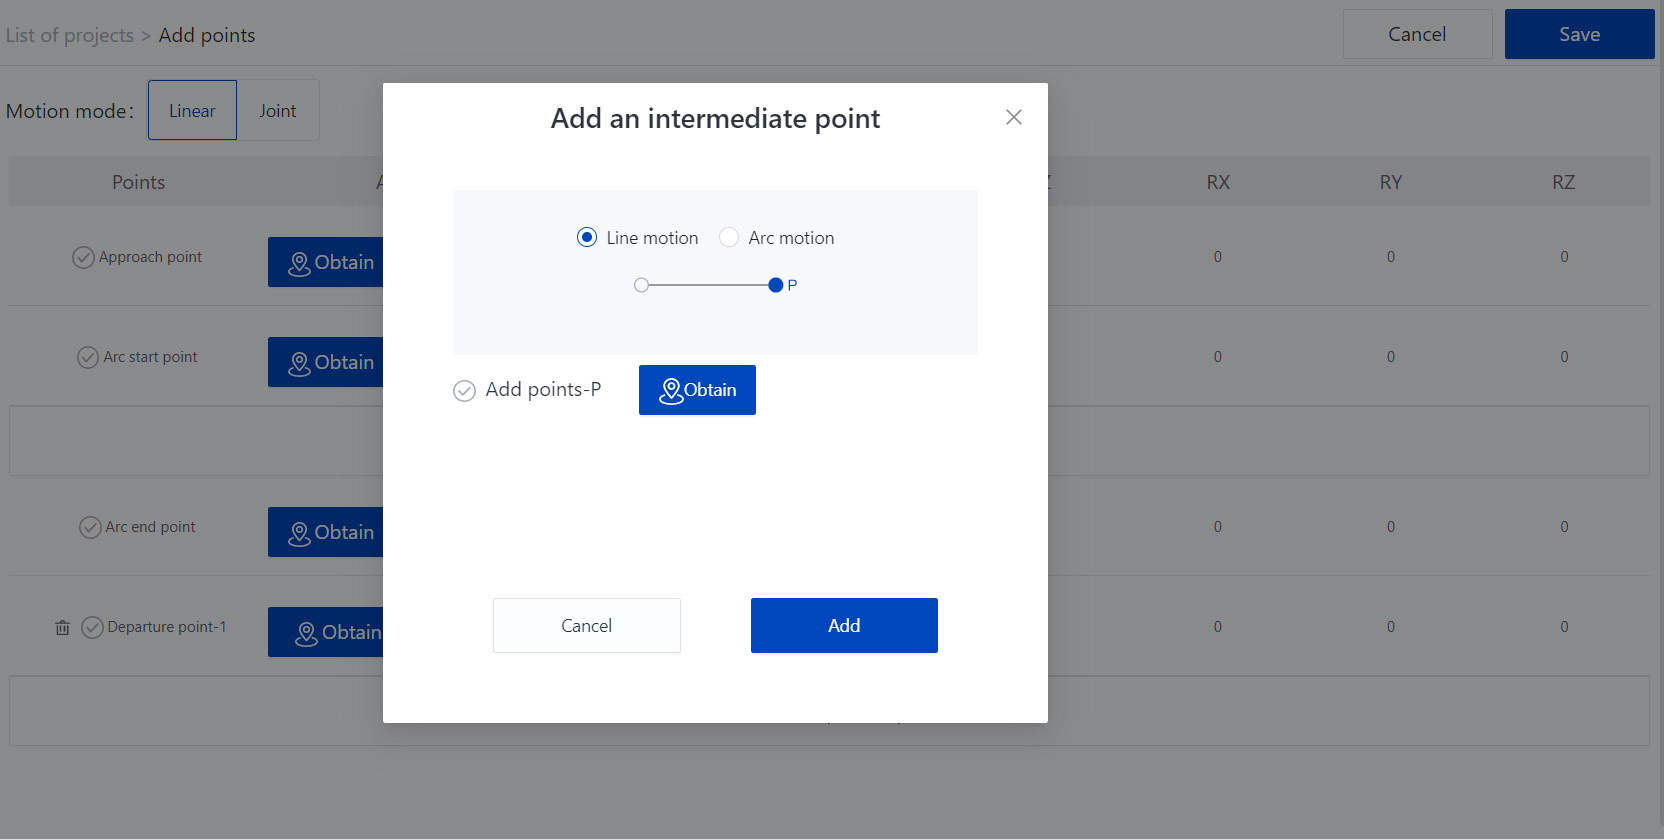 List of projects > Add points
Cancel
Save
Motion mode:
Linear
Joint
Add an intermediate point
Points
RX
RY
RZ
Line motion
Arc motion
P
Approach point
Obtain
0
0
0
Arc start point
Obtain
0
0
0
Add points-P
Obtain
Arc end point
Obtain
0
0
0
Departure point-1
Obtain
0
0
0
Cancel
Add